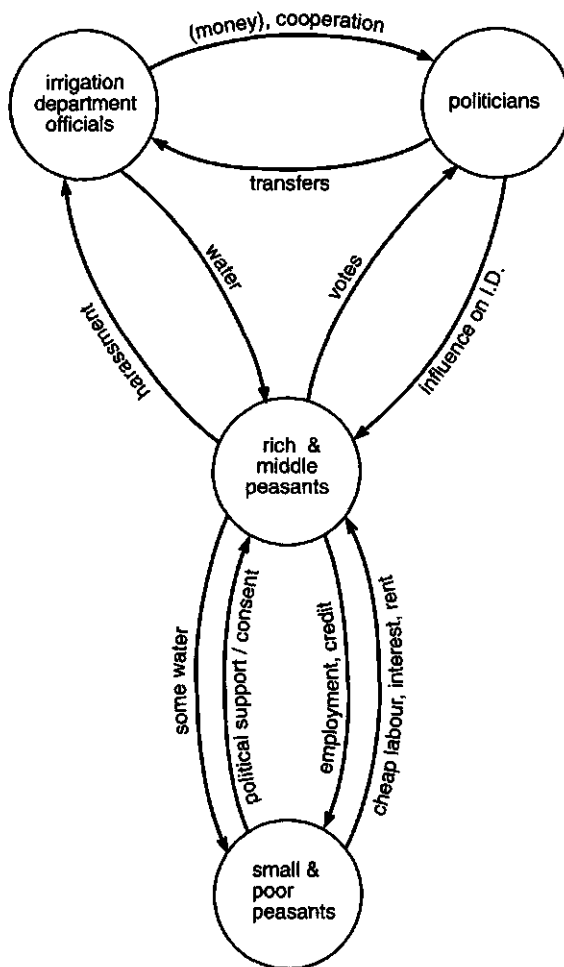 (money), cooperation
irrigation
department
officials
politicians
transfers
water
votes
harassment
influence on I.D.
rich & 
middle
peasants
some water
political support / consent
employment, credit
cheap labour, interest, rent
small &
poor
peasants